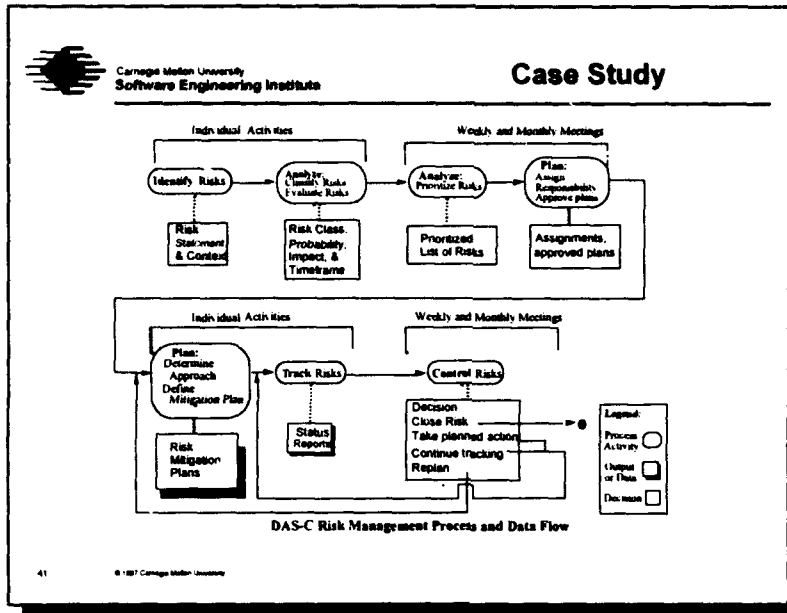 Carnegie Mellon University
Software Engineering Institute
Case Study
Individual Activities
Weekly and Monthly Meetings
Identify Risks
Analyze:
Classify Risks
Evaluate Risks
Analyze:
Prioritize Risks
Plan:
Assign
Responsibility
Approve plans
Risk
Statement
& Context
Risk Class,
Probability,
Impact, &
Timeframe
Prioritized
List of Risks
Assignments,
approved plans
Individual Activities
Weekly and Monthly Meetings
Plan:
Determine
Approach
Define
Mitigation Plan
Track Risks
Control Risks
Risk
Mitigation
Plans
Status
Reports
Decision
Close Risk
Take planned action
Continue tracking
Replan
Legend:
Process
Activity
Output
or Data
Decision
DAS-C Risk Management Process and Data Flow
41
© 1997 Carnegie Mellon University